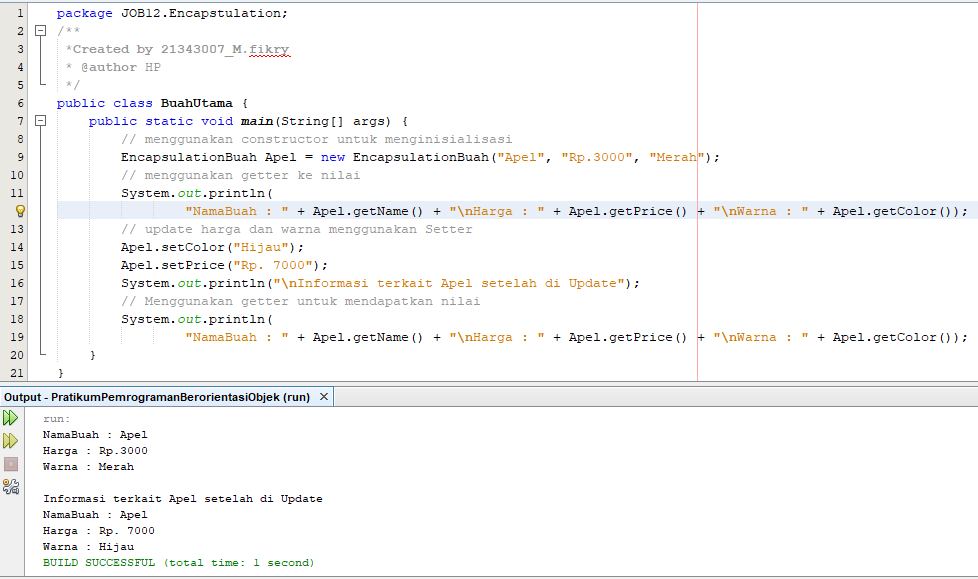 1 package JOB12.Encapstulation;
2 /**
3 *Created by 21343007_M.fikry
4 * @author HP
5 */
6 public class BuahUtama {
7 public static void main(String[] args) {
8 // menggunakan constructor untuk menginisialisasi
9 EncapsulationBuah Apel = new EncapsulationBuah("Apel", "Rp.3000", "Merah");
10 // menggunakan getter ke nilai
11 System.out.println(
"NamaBuah : " + Apel.getName() + "\nHarga : " + Apel.getPrice() + "\nWarna : " + Apel.getColor());
13 // update harga dan warna menggunakan Setter
14 Apel.setColor("Hijau");
15 Apel.setPrice("Rp. 7000");
16 System.out.println("\nInformasi terkait Apel setelah di Update");
17 // Menggunakan getter untuk mendapatkan nilai
18 System.out.println(
19 "NamaBuah : " + Apel.getName() + "\nHarga : " + Apel.getPrice() + "\nWarna : " + Apel.getColor());
20 }
21 }
Output - PratikumPemrogramanBerorientasiObjek (run) ×
run:
NamaBuah : Apel
Harga : Rp.3000
Warna : Merah
Informasi terkait Apel setelah di Update
NamaBuah : Apel
Harga : Rp. 7000
Warna : Hijau
BUILD SUCCESSFUL (total time: 1 second)